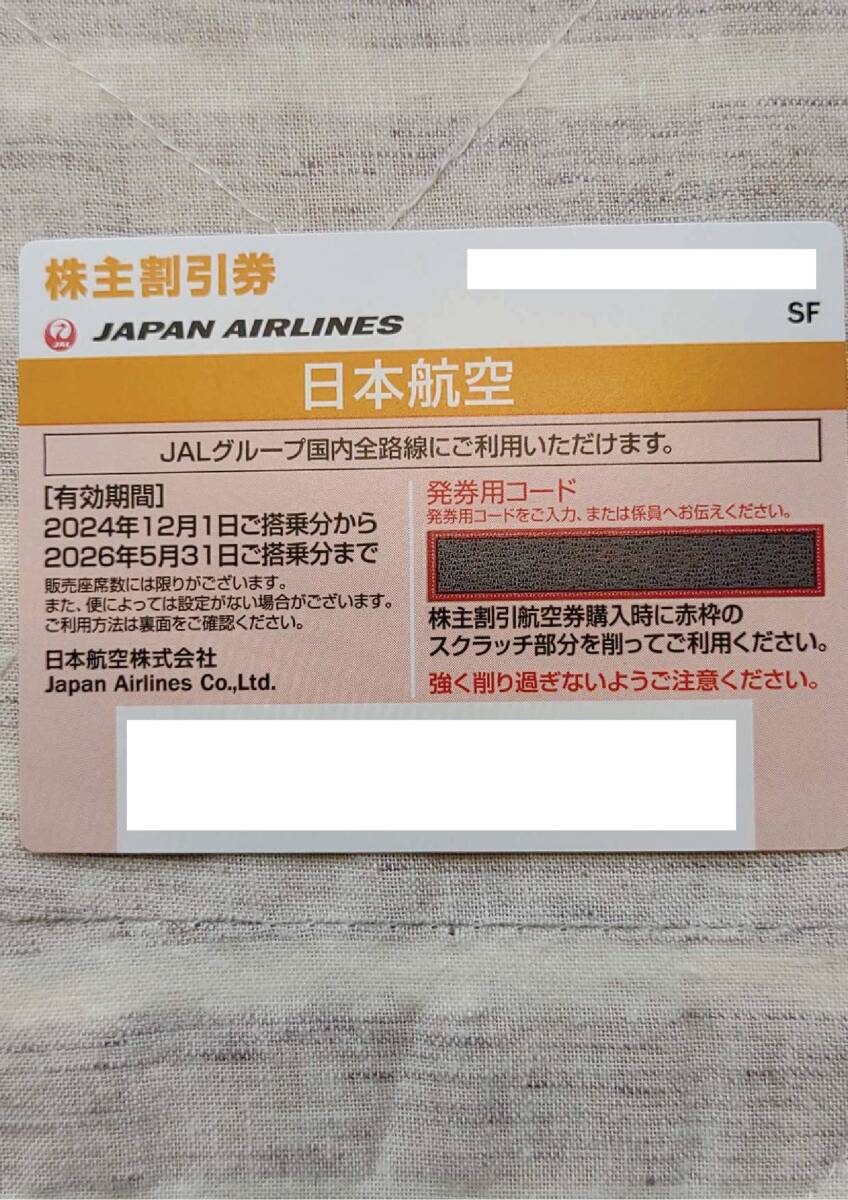 株主割引券
JAL JAPAN AIRLINES
SF
日本航空
JALグループ国内全路線にご利用いただけます。
[有効期間]
2024年12月1日ご搭乗分から
2026年5月31日ご搭乗分まで
販売座席数には限りがございます。
また、便によっては設定がない場合がございます。
ご利用方法は裏面をご確認ください。
日本航空株式会社
Japan Airlines Co.,Ltd.
発券用コード
発券用コードをご入力、または係員へお伝えください。
株主割引航空券購入時に赤枠の
スクラッチ部分を削ってご利用ください。
強く削り過ぎないようご注意ください。